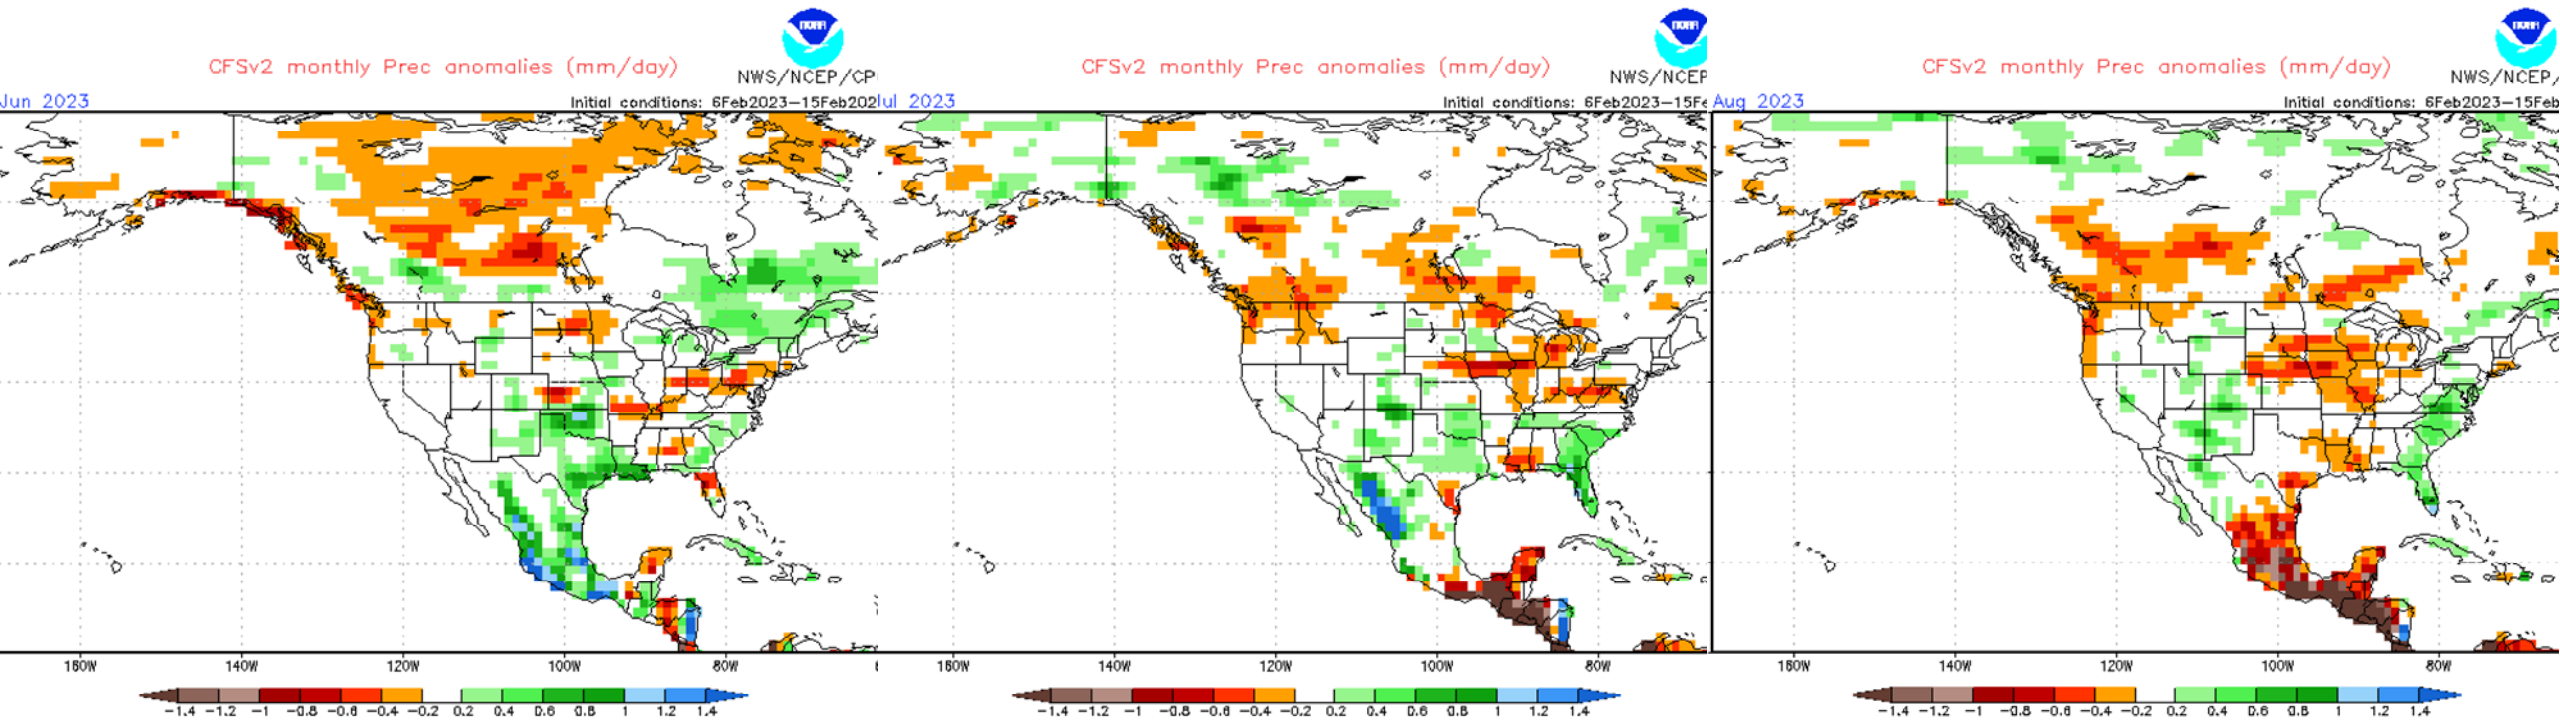 noaa
CFSv2 monthly Prec anomalies (mm/day)
NWS/NCEP/CP
Jun 2023
Initial conditions: 6Feb2023–15Feb202
160W 140W 120W 100W 80W
-1.4 -1.2 -1 -0.8 -0.6 -0.4 -0.2 0.2 0.4 0.6 0.8 1 1.2 1.4
noaa
CFSv2 monthly Prec anomalies (mm/day)
NWS/NCEP
Jul 2023
Initial conditions: 6Feb2023–15Fe
160W 140W 120W 100W 80W
-1.4 -1.2 -1 -0.8 -0.6 -0.4 -0.2 0.2 0.4 0.6 0.8 1 1.2 1.4
noaa
CFSv2 monthly Prec anomalies (mm/day)
NWS/NCEP/
Aug 2023
Initial conditions: 6Feb2023–15Feb
160W 140W 120W 100W 80W
-1.4 -1.2 -1 -0.8 -0.6 -0.4 -0.2 0.2 0.4 0.6 0.8 1 1.2 1.4